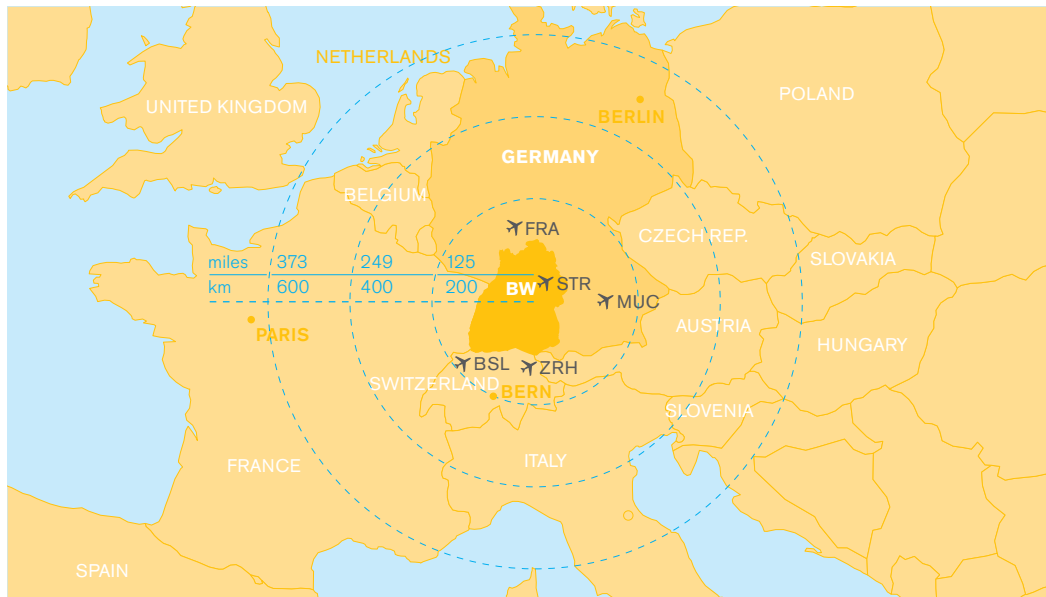 NETHERLANDS
UNITED KINGDOM
POLAND
BERLIN
GERMANY
BELGIUM
FRA
CZECH REP.
miles 373 249 125
SLOVAKIA
km 600 400 200
BW
STR
MUC
PARIS
AUSTRIA
HUNGARY
BSL
ZRH
SWITZERLAND
BERN
SLOVENIA
FRANCE
ITALY
SPAIN